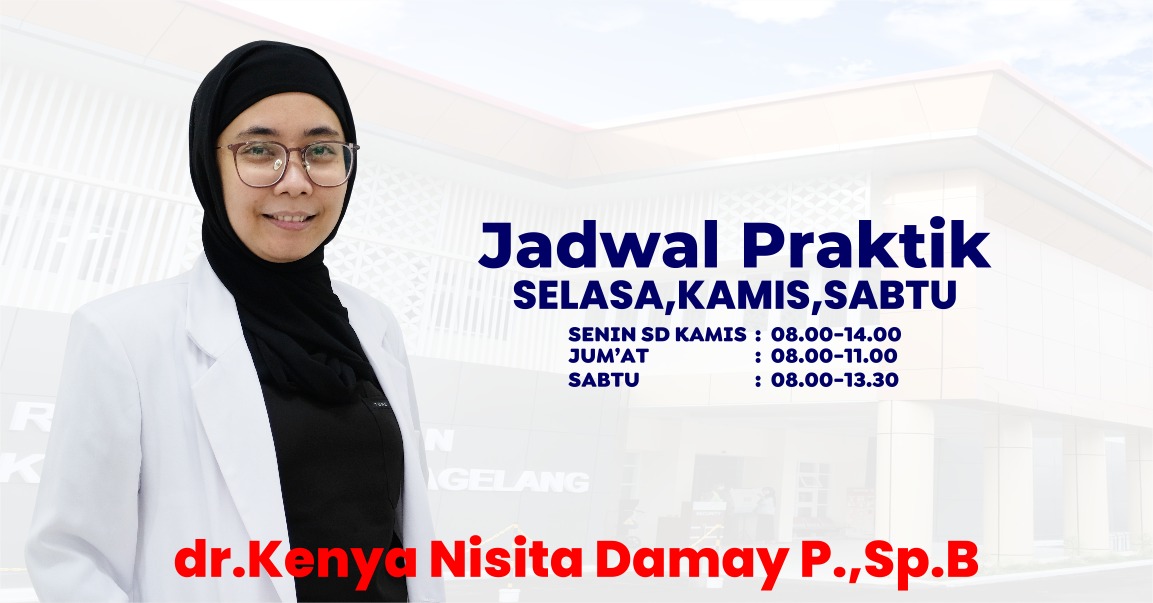 Jadwal Praktik
SELASA,KAMIS,SABTU
SENIN SD KAMIS : 08.00-14.00
JUM'AT : 08.00-11.00
SABTU : 08.00-13.30
AGELANG
dr.Kenya Nisita Damay P.,Sp.B